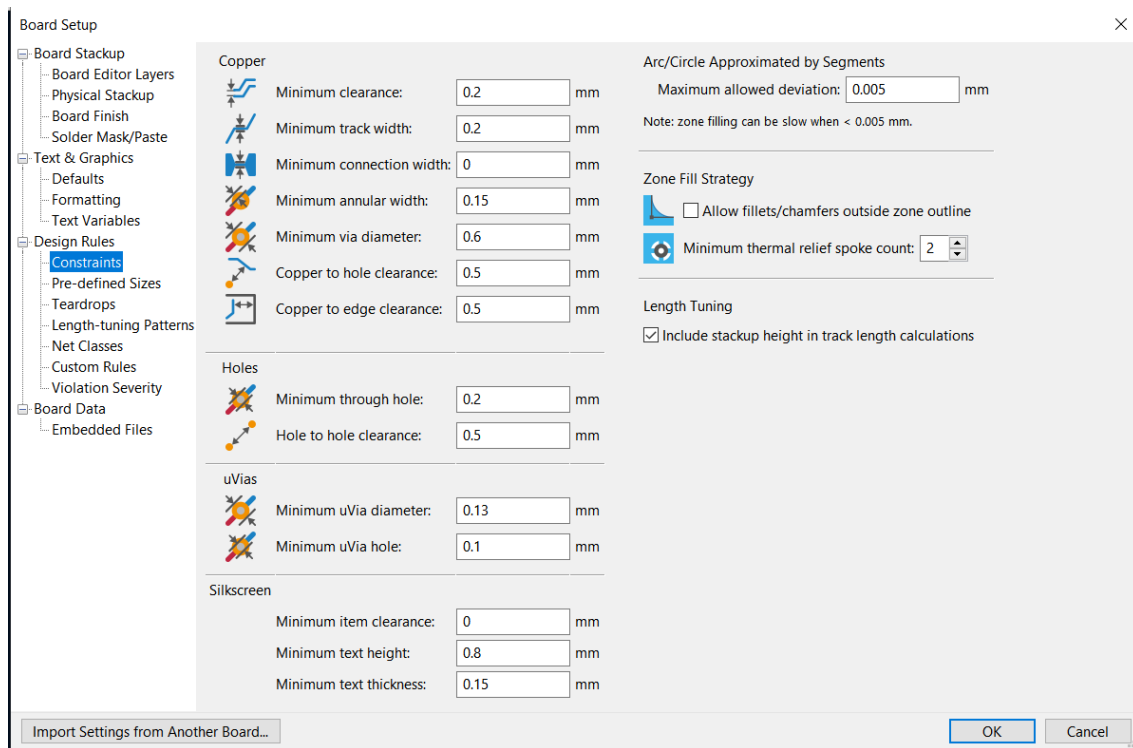 Board Setup
Board Stackup
Board Editor Layers
Physical Stackup
Board Finish
Solder Mask/Paste
Text & Graphics
Defaults
Formatting
Text Variables
Design Rules
Constraints
Pre-defined Sizes
Teardrops
Length-tuning Patterns
Net Classes
Custom Rules
Violation Severity
Board Data
Embedded Files
Copper
Minimum clearance: 0.2 mm
Minimum track width: 0.2 mm
Minimum connection width: 0 mm
Minimum annular width: 0.15 mm
Minimum via diameter: 0.6 mm
Copper to hole clearance: 0.5 mm
Copper to edge clearance: 0.5 mm
Holes
Minimum through hole: 0.2 mm
Hole to hole clearance: 0.5 mm
uVias
Minimum uVia diameter: 0.13 mm
Minimum uVia hole: 0.1 mm
Silkscreen
Minimum item clearance: 0 mm
Minimum text height: 0.8 mm
Minimum text thickness: 0.15 mm
Arc/Circle Approximated by Segments
Maximum allowed deviation: 0.005 mm
Note: zone filling can be slow when < 0.005 mm.
Zone Fill Strategy
Allow fillets/chamfers outside zone outline
Minimum thermal relief spoke count: 2
Length Tuning
Include stackup height in track length calculations
Import Settings from Another Board...
OK
Cancel